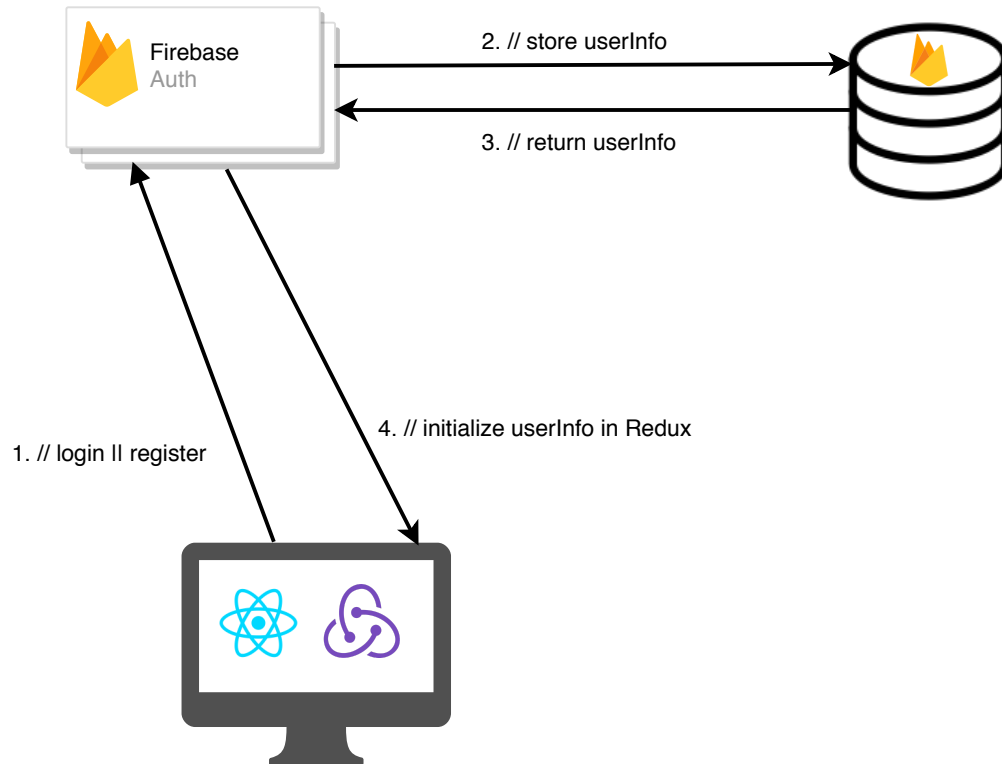 Firebase
Auth
2. // store userInfo
3. // return userInfo
1. // login || register
4. // initialize userInfo in Redux